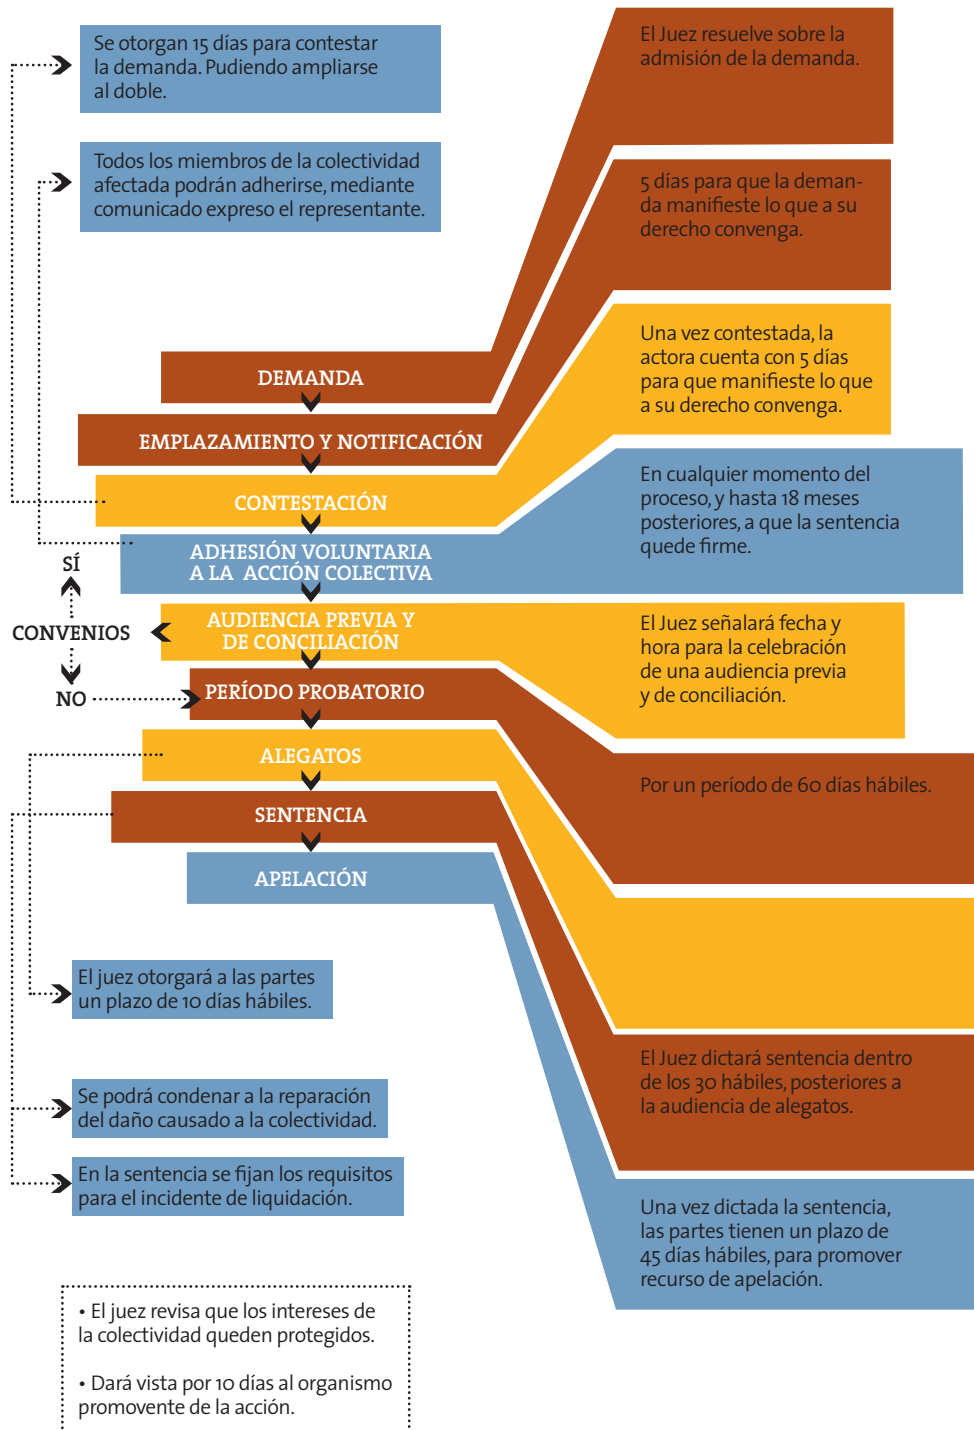 Se otorgan 15 días para contestar
la demanda. Pudiendo ampliarse
al doble.
Todos los miembros de la colectividad
afectada podrán adherirse, mediante
comunicado expreso el representante.
El Juez resuelve sobre la
admisión de la demanda.
5 días para que la deman-
da manifieste lo que a su
derecho convenga.
Una vez contestada, la
actora cuenta con 5 días
para que manifieste lo que
a su derecho convenga.
En cualquier momento del
proceso, y hasta 18 meses
posteriores, a que la sentencia
quede firme.
El Juez señalará fecha y
hora para la celebración
de una audiencia previa
y de conciliación.
Por un período de 60 días hábiles.
El Juez dictará sentencia dentro
de los 30 hábiles, posteriores a
la audiencia de alegatos.
Una vez dictada la sentencia,
las partes tienen un plazo de
45 días hábiles, para promover
recurso de apelación.
DEMANDA
EMPLAZAMIENTO Y NOTIFICACIÓN
CONTESTACIÓN
ADHESIÓN VOLUNTARIA
A LA ACCIÓN COLECTIVA
AUDIENCIA PREVIA Y
DE CONCILIACIÓN
PERÍODO PROBATORIO
ALEGATOS
SENTENCIA
APELACIÓN
SÍ
CONVENIOS
NO
El juez otorgará a las partes
un plazo de 10 días hábiles.
Se podrá condenar a la reparación
del daño causado a la colectividad.
En la sentencia se fijan los requisitos
para el incidente de liquidación.
• El juez revisa que los intereses de
la colectividad queden protegidos.
• Dará vista por 10 días al organismo
promovente de la acción.